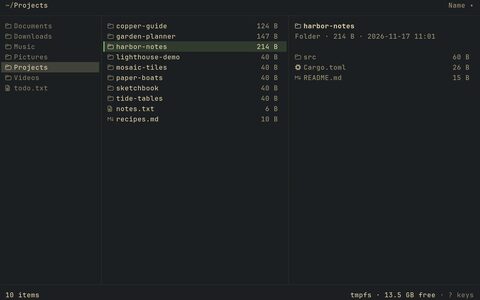 ~/Projects Name ▾
Documents
Downloads
Music
Pictures
Projects
Videos
todo.txt
copper-guide 124 B
garden-planner 147 B
harbor-notes 214 B
lighthouse-demo 40 B
mosaic-tiles 40 B
paper-boats 40 B
sketchbook 40 B
tide-tables 40 B
notes.txt 6 B
recipes.md 10 B
harbor-notes
Folder · 214 B · 2026-11-17 11:01
src 60 B
Cargo.toml 26 B
README.md 15 B
10 items tmpfs · 13.5 GB free · ? keys